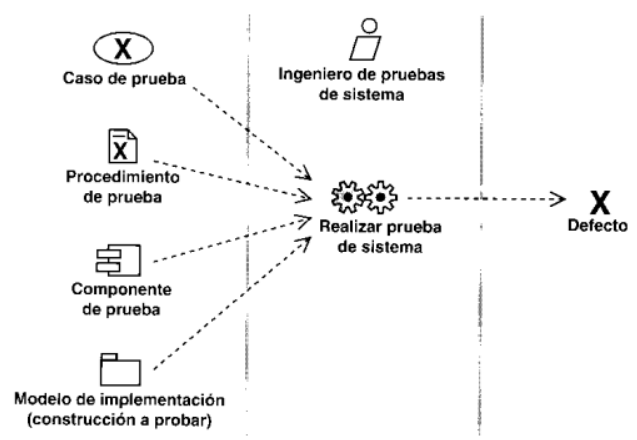 X
Caso de prueba
Ingeniero de pruebas
de sistema
X
Procedimiento
de prueba
Realizar prueba
de sistema
X
Defecto
Componente
de prueba
Modelo de implementación
(construcción a probar)